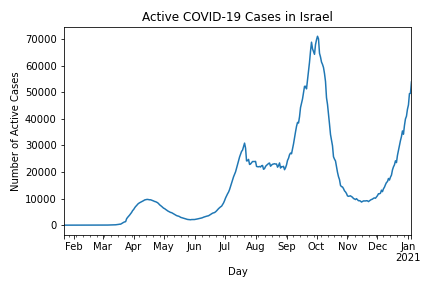 Active COVID-19 Cases in Israel
70000
60000
50000
40000
30000
20000
10000
0
Number of Active Cases
Feb Mar Apr May Jun Jul Aug Sep Oct Nov Dec Jan
2021
Day